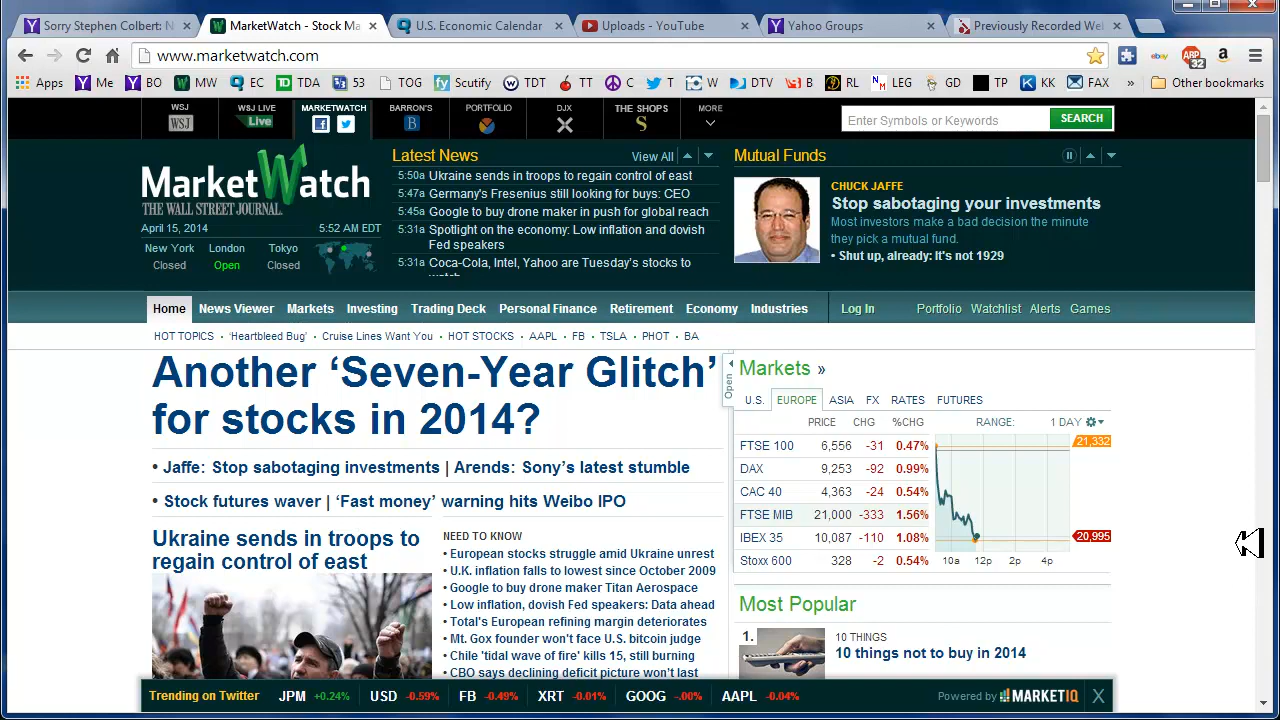 Sorry Stephen Colbert: N
MarketWatch - Stock Ma
U.S. Economic Calendar
Uploads - YouTube
Yahoo Groups
Previously Recorded Wel
www.marketwatch.com
ABP
32
ebay
Apps Me BO MW EC TDA 53 TOG Scutify TDT TT C T W DTV B RL LEG GD TP KK FAX » Other bookmarks
WSJ
WSJ LIVE
MARKETWATCH
BARRON'S
PORTFOLIO
DJX
THE SHOPS
MORE
WSJ
Live
B
S
Enter Symbols or Keywords
SEARCH
MarketWatch
THE WALL STREET JOURNAL.
April 15, 2014 5:52 AM EDT
New York London Tokyo
Closed Open Closed
Latest News View All
5:50a Ukraine sends in troops to regain control of east
5:47a Germany's Fresenius still looking for buys: CEO
5:45a Google to buy drone maker in push for global reach
5:31a Spotlight on the economy: Low inflation and dovish
Fed speakers
5:31a Coca-Cola, Intel, Yahoo are Tuesday's stocks to
watch
Mutual Funds
CHUCK JAFFE
Stop sabotaging your investments
Most investors make a bad decision the minute
they pick a mutual fund.
• Shut up, already: It's not 1929
Home News Viewer Markets Investing Trading Deck Personal Finance Retirement Economy Industries Log In Portfolio Watchlist Alerts Games
HOT TOPICS · 'Heartbleed Bug' · Cruise Lines Want You · HOT STOCKS · AAPL · FB · TSLA · PHOT · BA
Another ‘Seven-Year Glitch’
for stocks in 2014?
• Jaffe: Stop sabotaging investments | Arends: Sony’s latest stumble
• Stock futures waver | ‘Fast money’ warning hits Weibo IPO
Ukraine sends in troops to
regain control of east
NEED TO KNOW
• European stocks struggle amid Ukraine unrest
• U.K. inflation falls to lowest since October 2009
• Google to buy drone maker Titan Aerospace
• Low inflation, dovish Fed speakers: Data ahead
• Total's European refining margin deteriorates
• Mt. Gox founder won't face U.S. bitcoin judge
• Chile 'tidal wave of fire' kills 15, still burning
• CBO says declining deficit picture won't last
Open
Markets »
U.S. EUROPE ASIA FX RATES FUTURES
PRICE CHG %CHG RANGE: 1 DAY
FTSE 100 6,556 -31 0.47%
DAX 9,253 -92 0.99%
CAC 40 4,363 -24 0.54%
FTSE MIB 21,000 -333 1.56%
IBEX 35 10,087 -110 1.08%
Stoxx 600 328 -2 0.54%
21,332
20,995
10a 12p 2p 4p
Most Popular
1.
10 THINGS
10 things not to buy in 2014
Trending on Twitter JPM +0.24% USD -0.59% FB -0.49% XRT -0.01% GOOG -.00% AAPL -0.04% Powered by MARKETIQ X